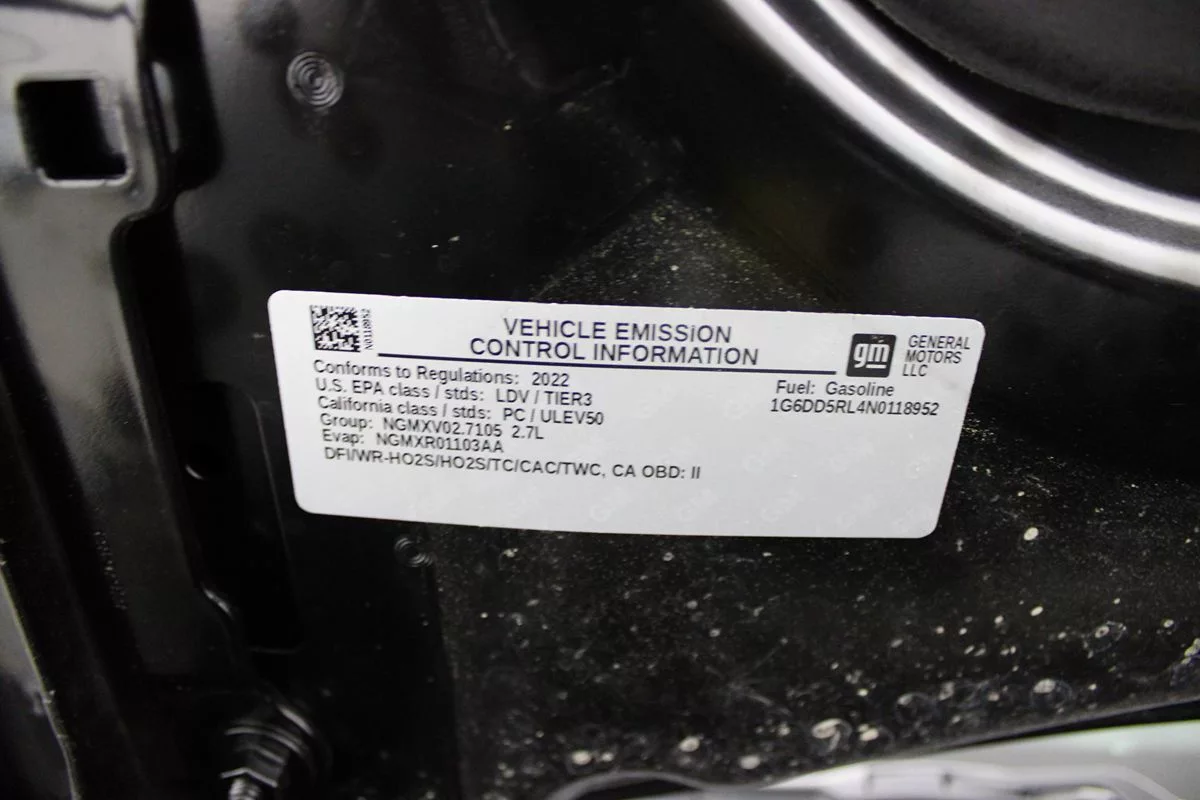 N0118952
VEHICLE EMISSiON
CONTROL INFORMATION
gm
GENERAL
MOTORS
LLC
Conforms to Regulations: 2022
U.S. EPA class / stds: LDV / TIER3
California class / stds: PC / ULEV50
Group: NGMXV02.7105 2.7L
Evap: NGMXR01103AA
DFI/WR-HO2S/HO2S/TC/CAC/TWC, CA OBD: II
Fuel: Gasoline
1G6DD5RL4N0118952